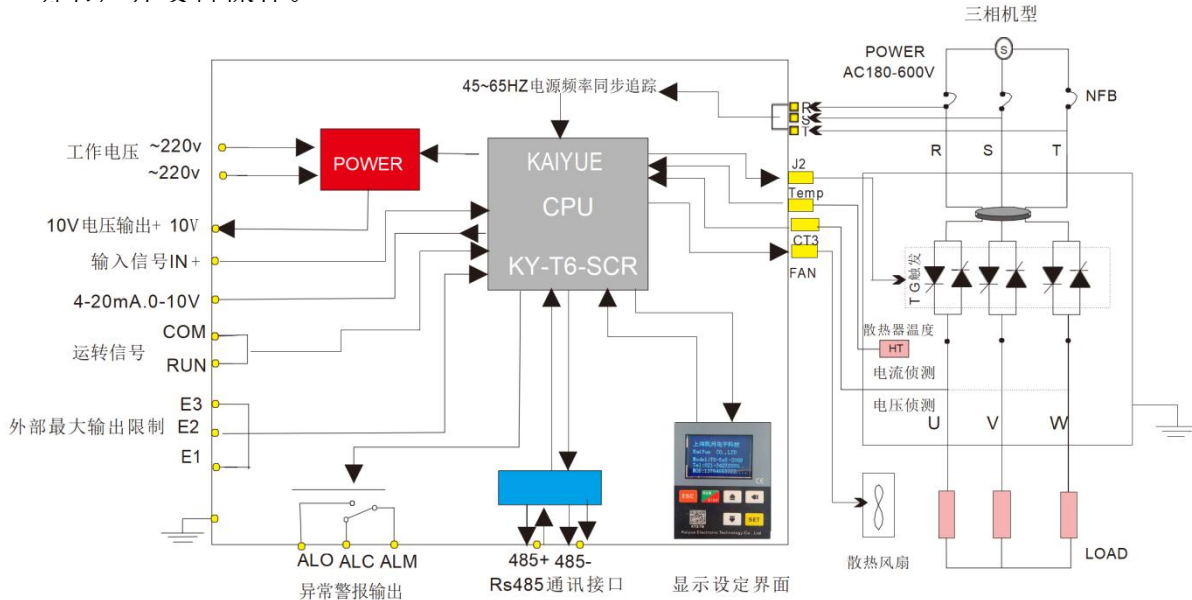 三相机型
POWER
AC180-600V
S
NFB
45~65HZ电源频率同步追踪
R
S
T
R S T
工作电压 ~220v
~220v
POWER
KAIYUE
CPU
KY-T6-SCR
J2
Temp
CT3
FAN
10V电压输出+ 10V
输入信号IN+
4-20mA.0-10V
COM
运转信号
RUN
E3
外部最大输出限制 E2
E1
TG触发
散热器温度
HT
电流侦测
电压侦测
U V W
ESC
SET
CE
ALO ALC ALM
异常警报输出
485+ 485-
Rs485通讯接口
显示设定界面
散热风扇
LOAD